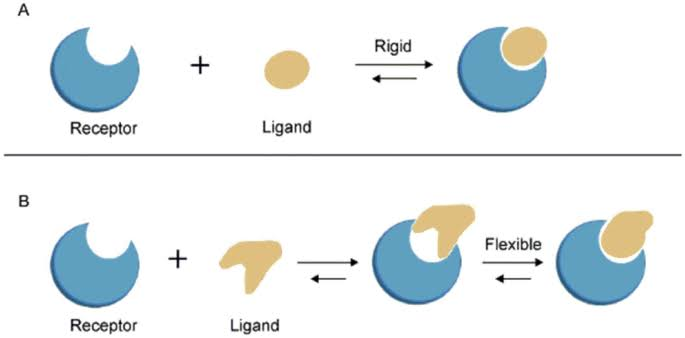 A
+
Rigid
Receptor
Ligand
B
+
Flexible
Receptor
Ligand